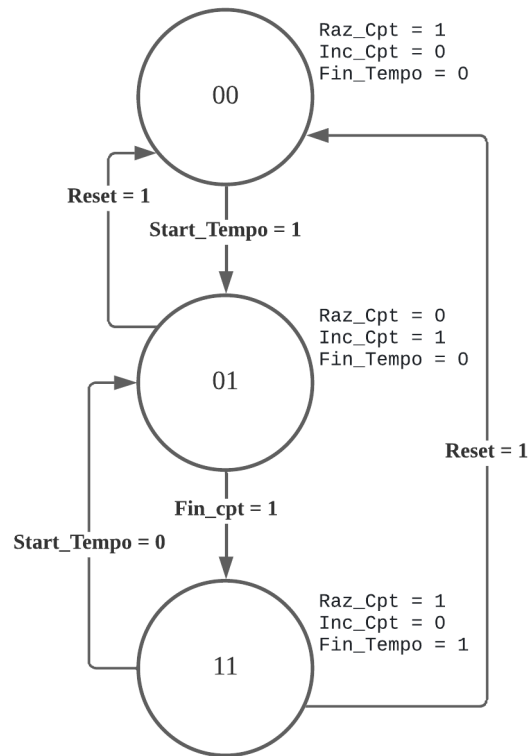 Raz_Cpt = 1
Inc_Cpt = 0
Fin_Tempo = 0
00
Reset = 1
Start_Tempo = 1
Raz_Cpt = 0
Inc_Cpt = 1
Fin_Tempo = 0
01
Reset = 1
Fin_cpt = 1
Start_Tempo = 0
Raz_Cpt = 1
Inc_Cpt = 0
Fin_Tempo = 1
11